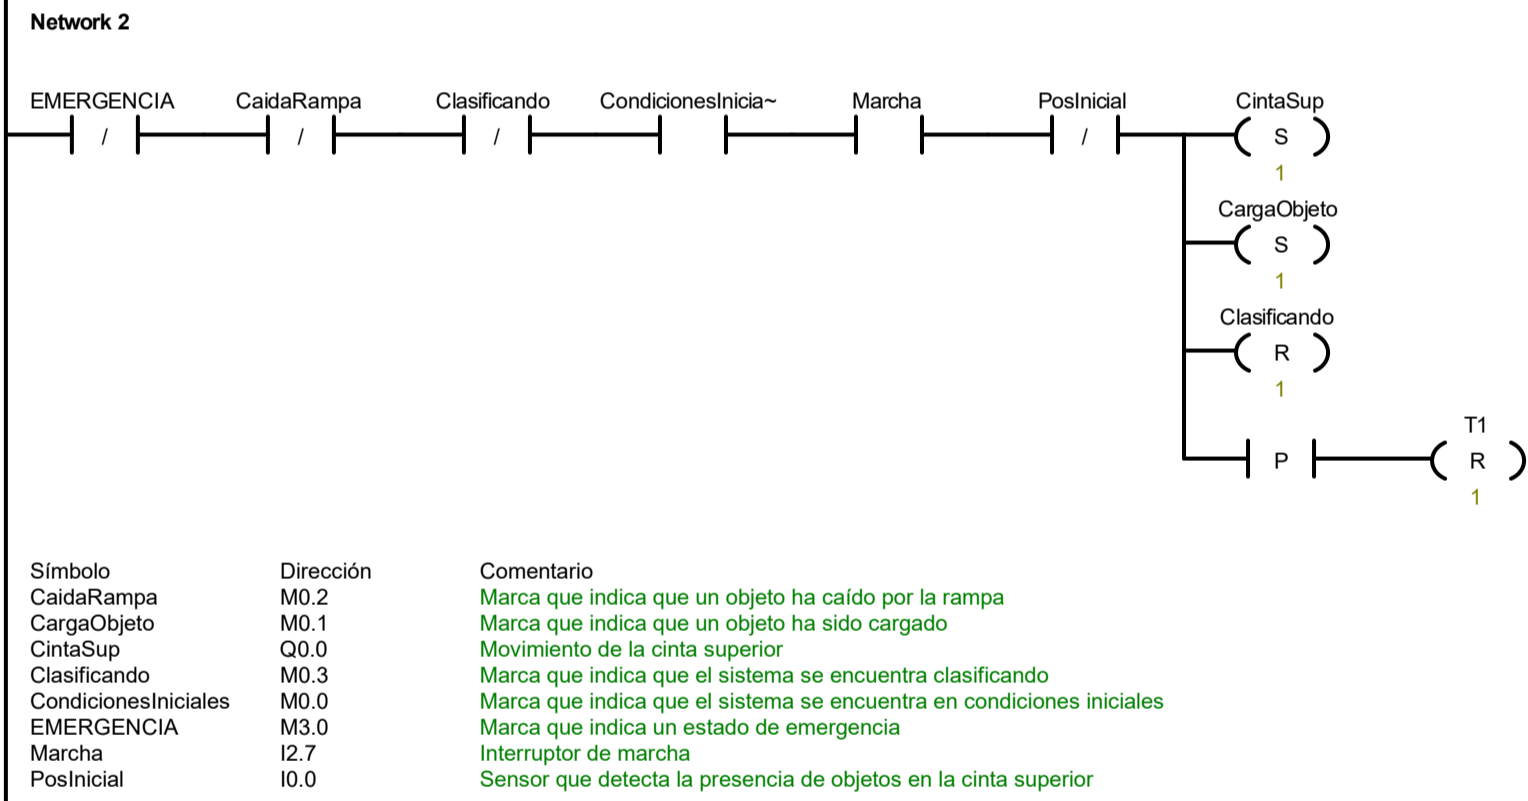 Network 2
EMERGENCIA CaidaRampa Clasificando CondicionesInicia~ Marcha PosInicial CintaSup
/ / / / S
1
CargaObjeto
S
1
Clasificando
R
1
T1
P R
1
Símbolo Dirección Comentario
CaidaRampa M0.2 Marca que indica que un objeto ha caído por la rampa
CargaObjeto M0.1 Marca que indica que un objeto ha sido cargado
CintaSup Q0.0 Movimiento de la cinta superior
Clasificando M0.3 Marca que indica que el sistema se encuentra clasificando
CondicionesIniciales M0.0 Marca que indica que el sistema se encuentra en condiciones iniciales
EMERGENCIA M3.0 Marca que indica un estado de emergencia
Marcha I2.7 Interruptor de marcha
PosInicial I0.0 Sensor que detecta la presencia de objetos en la cinta superior